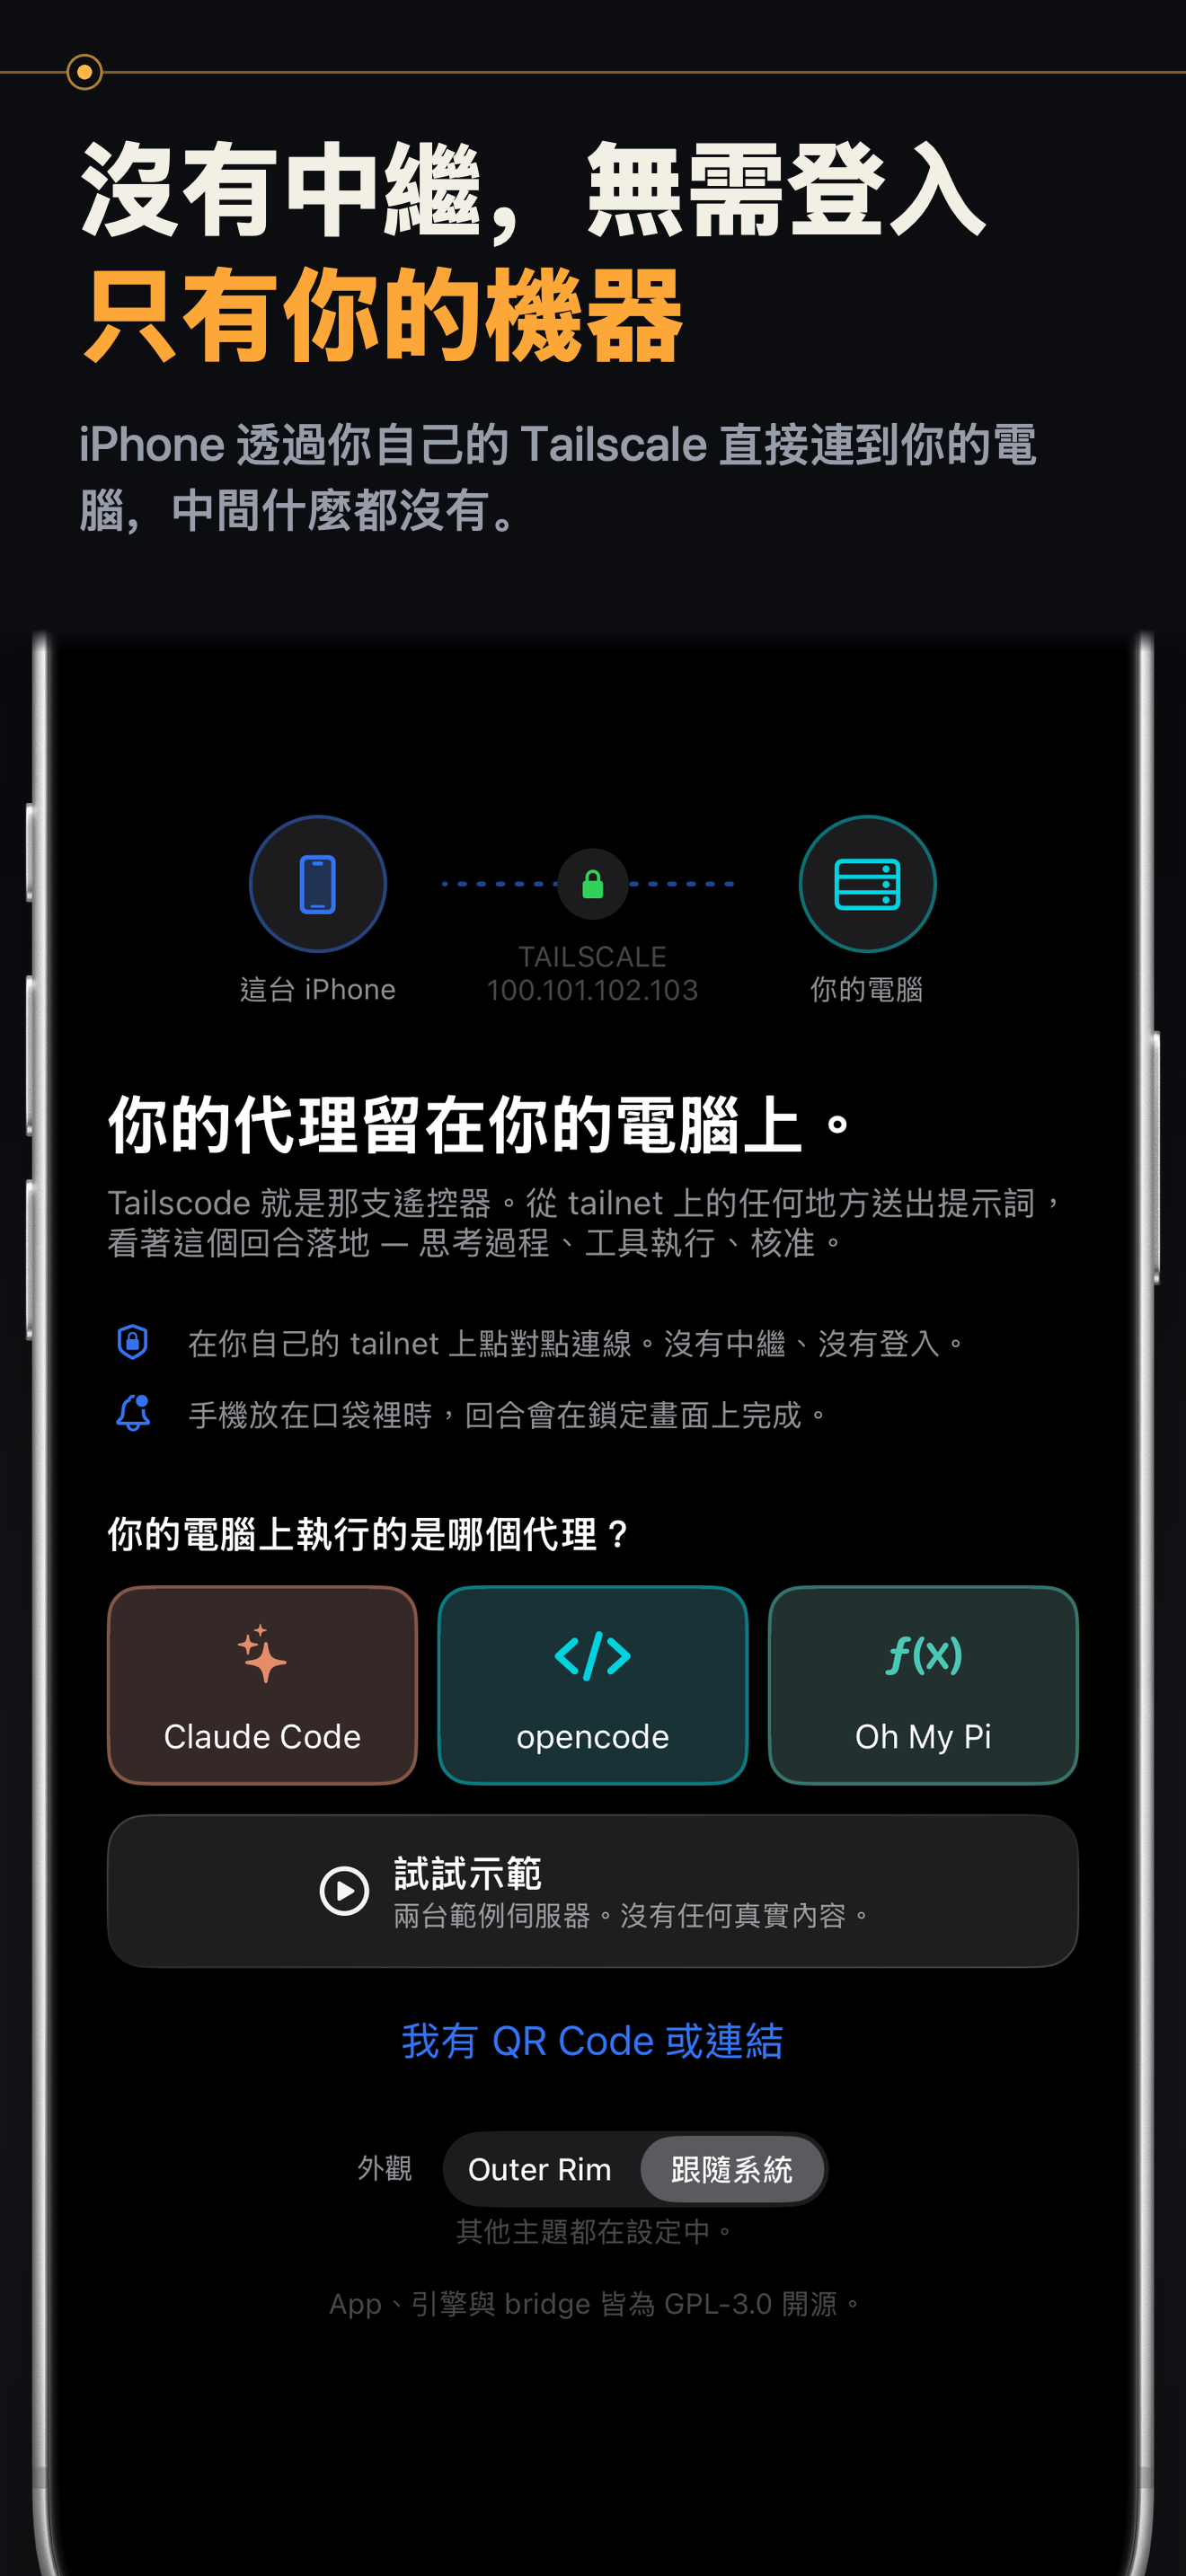 沒有中繼，無需登入
只有你的機器
iPhone 透過你自己的 Tailscale 直接連到你的電
腦，中間什麼都沒有。
TAILSCALE
100.101.102.103
這台 iPhone
你的電腦
你的代理留在你的電腦上。
Tailscode 就是那支遙控器。從 tailnet 上的任何地方送出提示詞，
看著這個回合落地 — 思考過程、工具執行、核准。
在你自己的 tailnet 上點對點連線。沒有中繼、沒有登入。
手機放在口袋裡時，回合會在鎖定畫面上完成。
你的電腦上執行的是哪個代理？
Claude Code
</> 
opencode
f(x)
Oh My Pi
試試示範
兩台範例伺服器。沒有任何真實內容。
我有 QR Code 或連結
外觀 Outer Rim 跟隨系統
其他主題都在設定中。
App、引擎與 bridge 皆為 GPL-3.0 開源。